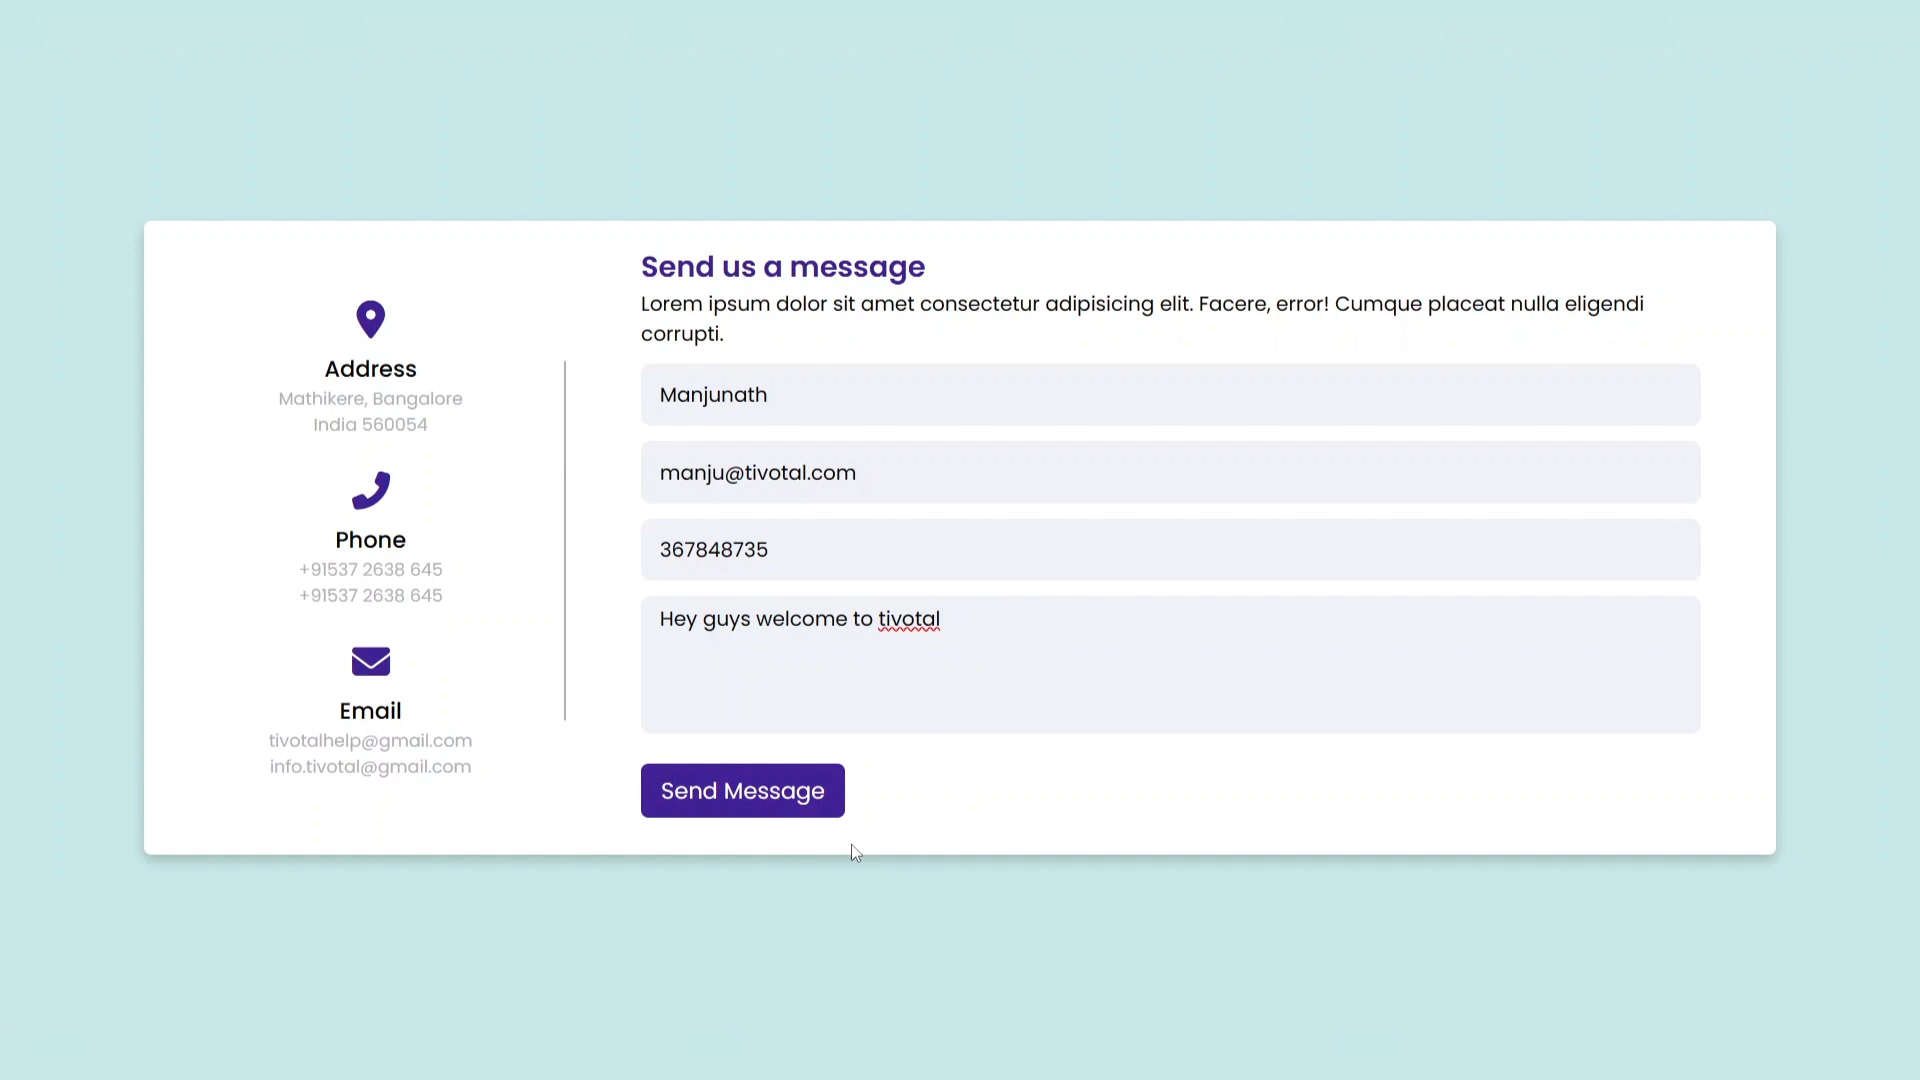 Address
Mathikere, Bangalore
India 560054
Phone
+91537 2638 645
+91537 2638 645
Email
tivotalhelp@gmail.com
info.tivotal@gmail.com
Send us a message
Lorem ipsum dolor sit amet consectetur adipisicing elit. Facere, error! Cumque placeat nulla eligendi
corrupti.
Manjunath
manju@tivotal.com
367848735
Hey guys welcome to tivotal
Send Message